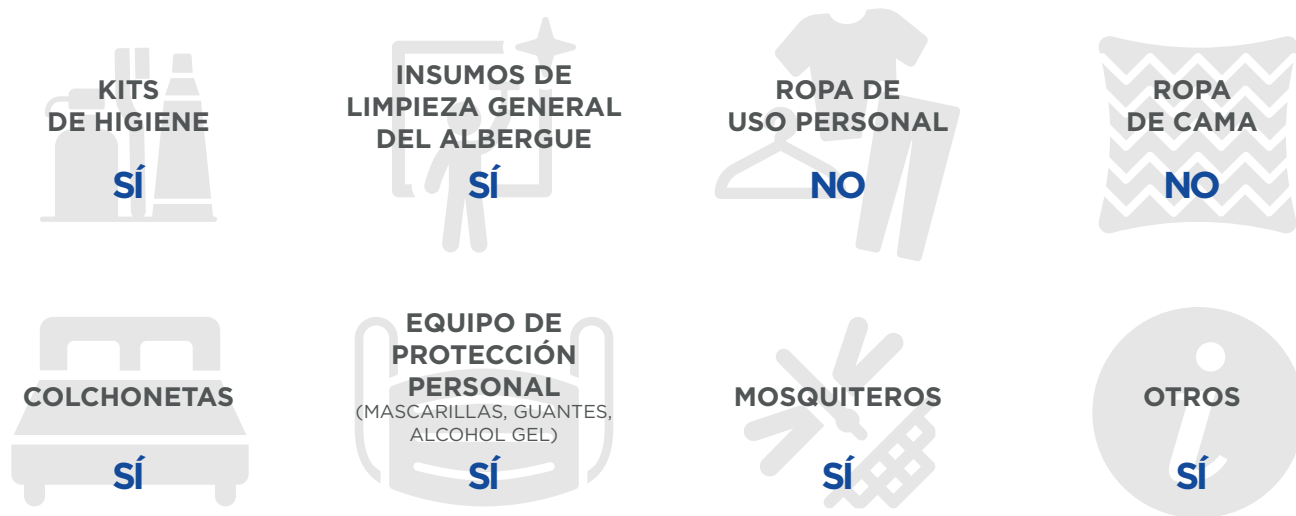 KITS
DE HIGIENE
SÍ
INSUMOS DE
LIMPIEZA GENERAL
DEL ALBERGUE
SÍ
ROPA DE
USO PERSONAL
NO
ROPA
DE CAMA
NO
COLCHONETAS
SÍ
EQUIPO DE
PROTECCIÓN
PERSONAL
(MASCARILLAS, GUANTES,
ALCOHOL GEL)
SÍ
MOSQUITEROS
SÍ
OTROS
SÍ